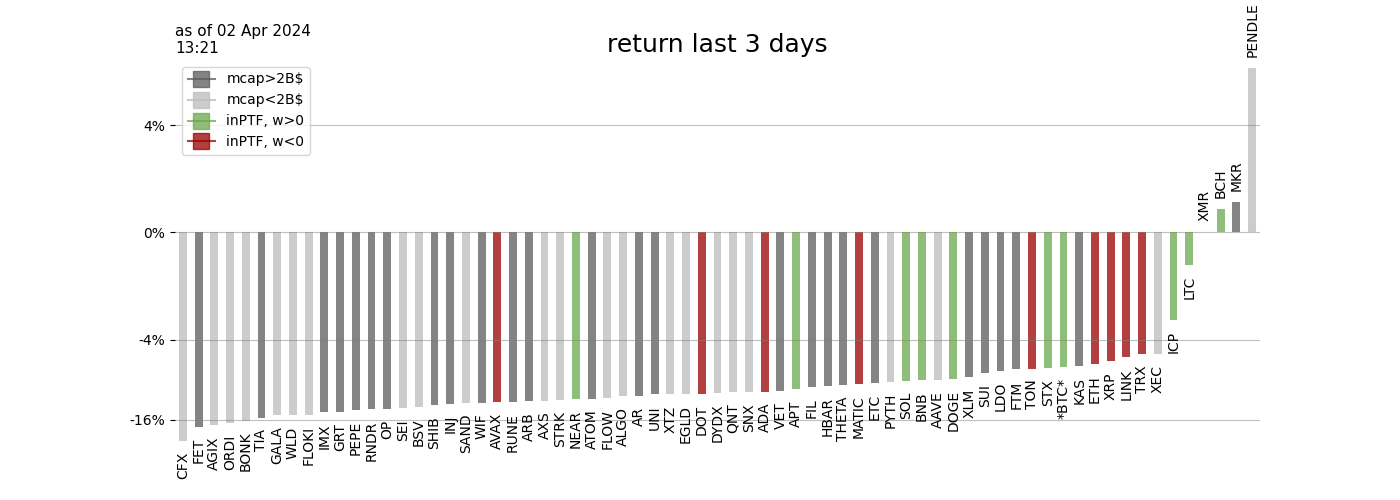 as of 02 Apr 2024
13:21
return last 3 days
mcap>2B$
mcap<2B$
inPTF, w>0
inPTF, w<0
4%
0%
-4%
-16%
CFX
FET
AGIX
ORDI
BONK
TIA
GALA
WLD
FLOKI
IMX
GRT
PEPE
RNDR
OP
SEI
BSV
SHIB
INJ
SAND
WIF
AVAX
RUNE
ARB
AXS
STRK
NEAR
ATOM
FLOW
ALGO
AR
UNI
XTZ
EGLD
DOT
DYDX
QNT
SNX
ADA
VET
APT
FIL
HBAR
THETA
MATIC
ETC
PYTH
SOL
BNB
AAVE
DOGE
XLM
SUI
LDO
FTM
TON
STX
*BTC*
KAS
ETH
XRP
LINK
TRX
XEC
ICP
LTC
XMR
BCH
MKR
PENDLE